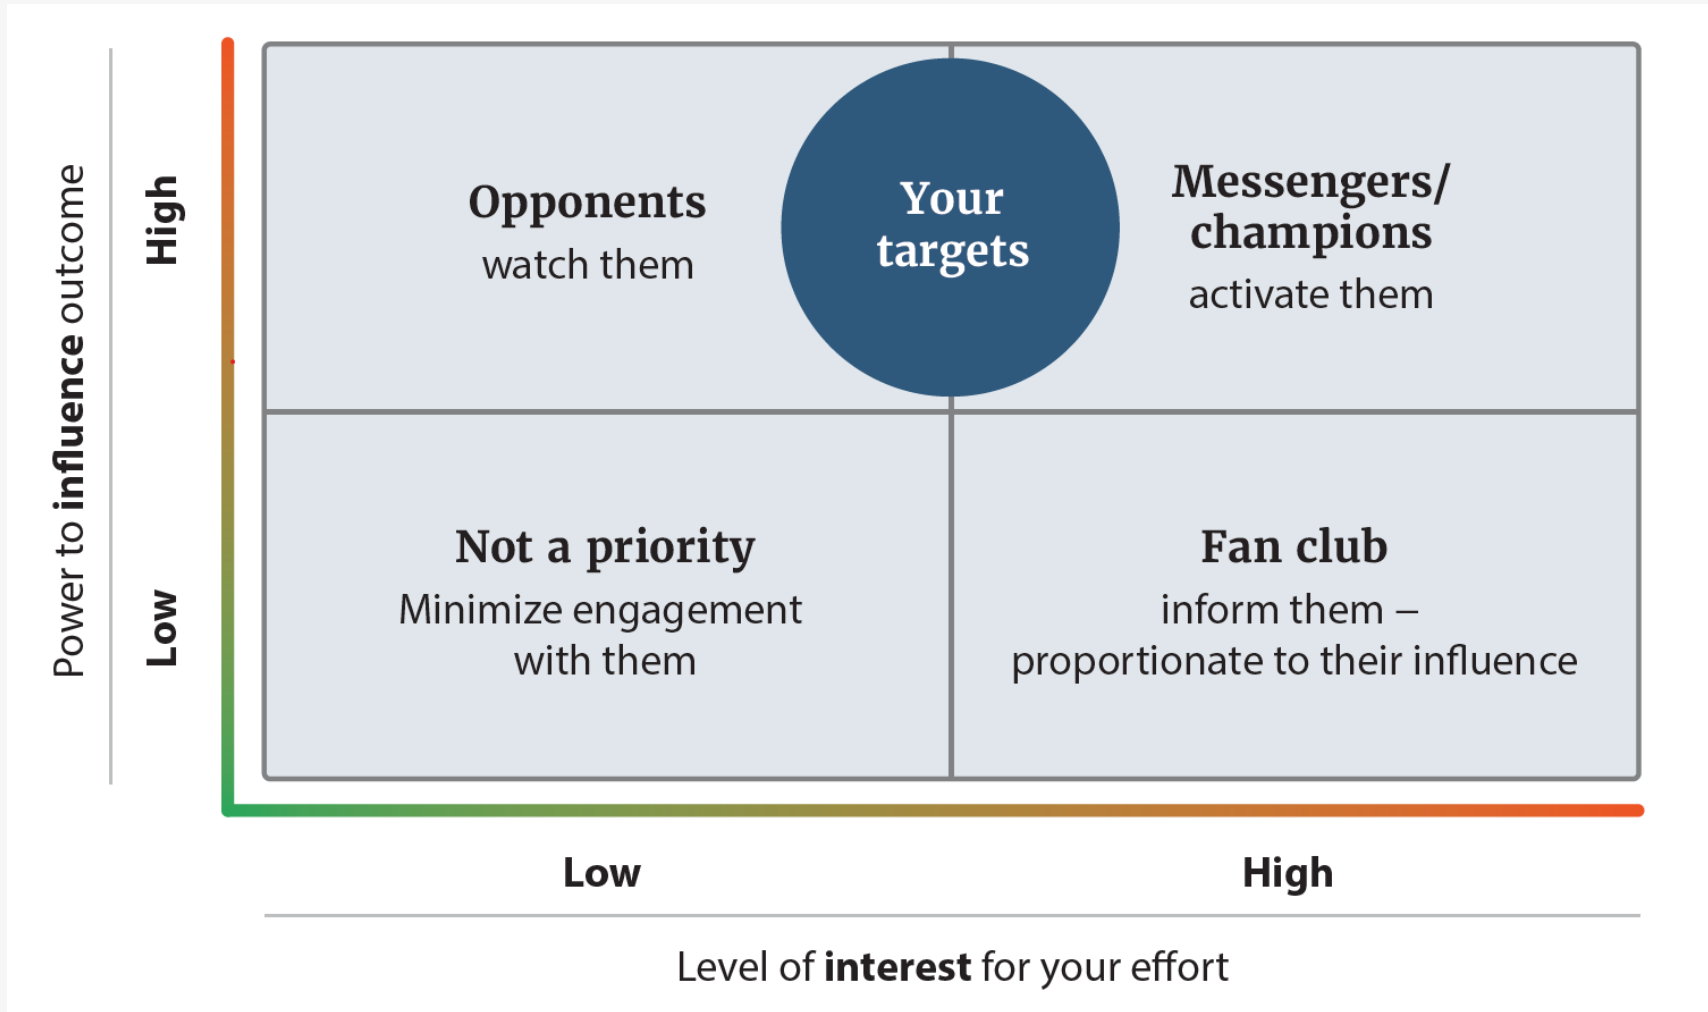 Power to influence outcome
High
Low
Opponents
watch them
Your
targets
Messengers/
champions
activate them
Not a priority
Minimize engagement
with them
Fan club
inform them –
proportionate to their influence
Low
High
Level of interest for your effort